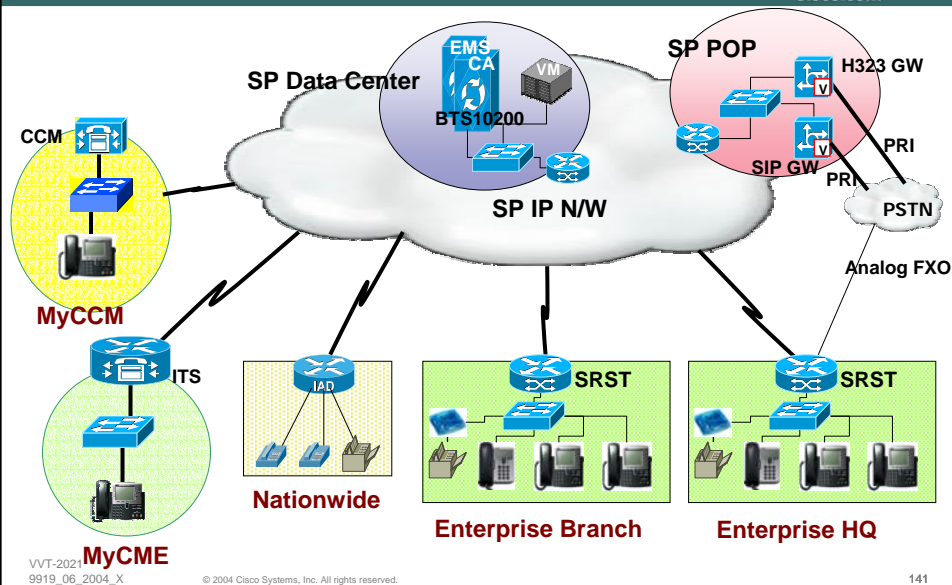 SP Data Center
EMS
CA
VM
BTS10200
SP IP N/W
SP POP
H323 GW
V
V
SIP GW
PRI
PRI
PSTN
Analog FXO
CCM
MyCCM
ITS
MyCME
IAD
Nationwide
SRST
Enterprise Branch
SRST
Enterprise HQ
VVT-2021
9919_06_2004_X
© 2004 Cisco Systems, Inc. All rights reserved.
141